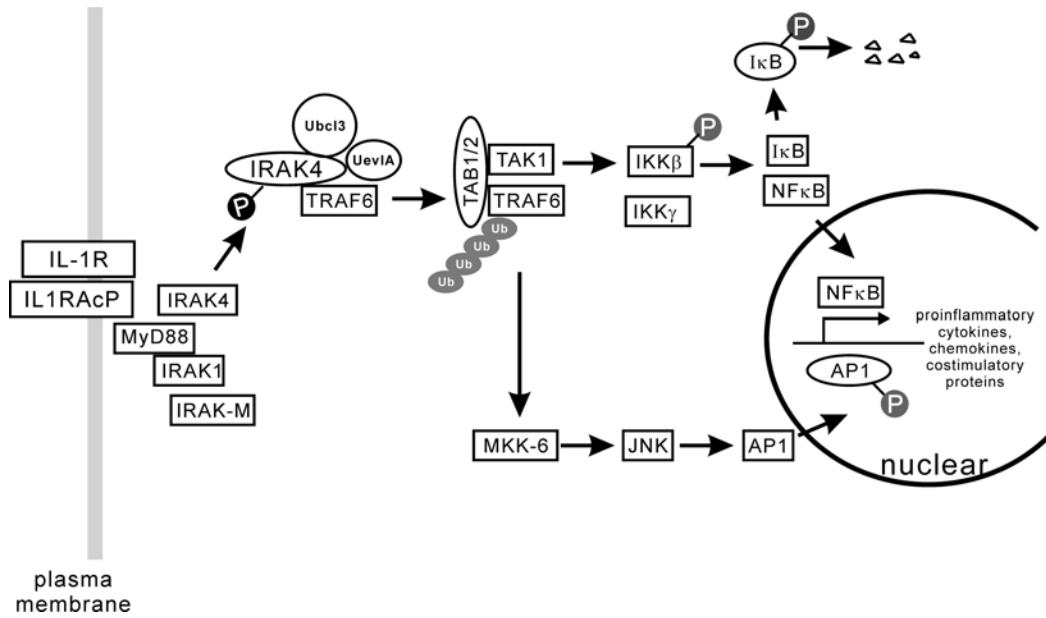 P
IκB
Ubcl3
UevIA
IRAK4
P
TRAF6
TAB1/2
TAK1
TRAF6
Ub
Ub
Ub
Ub
P
IKKβ
IKKγ
IκB
NFκB
IL-1R
IL1RAcP
IRAK4
MyD88
IRAK1
IRAK-M
NFκB
proinflammatory
cytokines,
chemokines,
costimulatory
proteins
AP1
P
MKK-6
JNK
AP1
nuclear
plasma
membrane